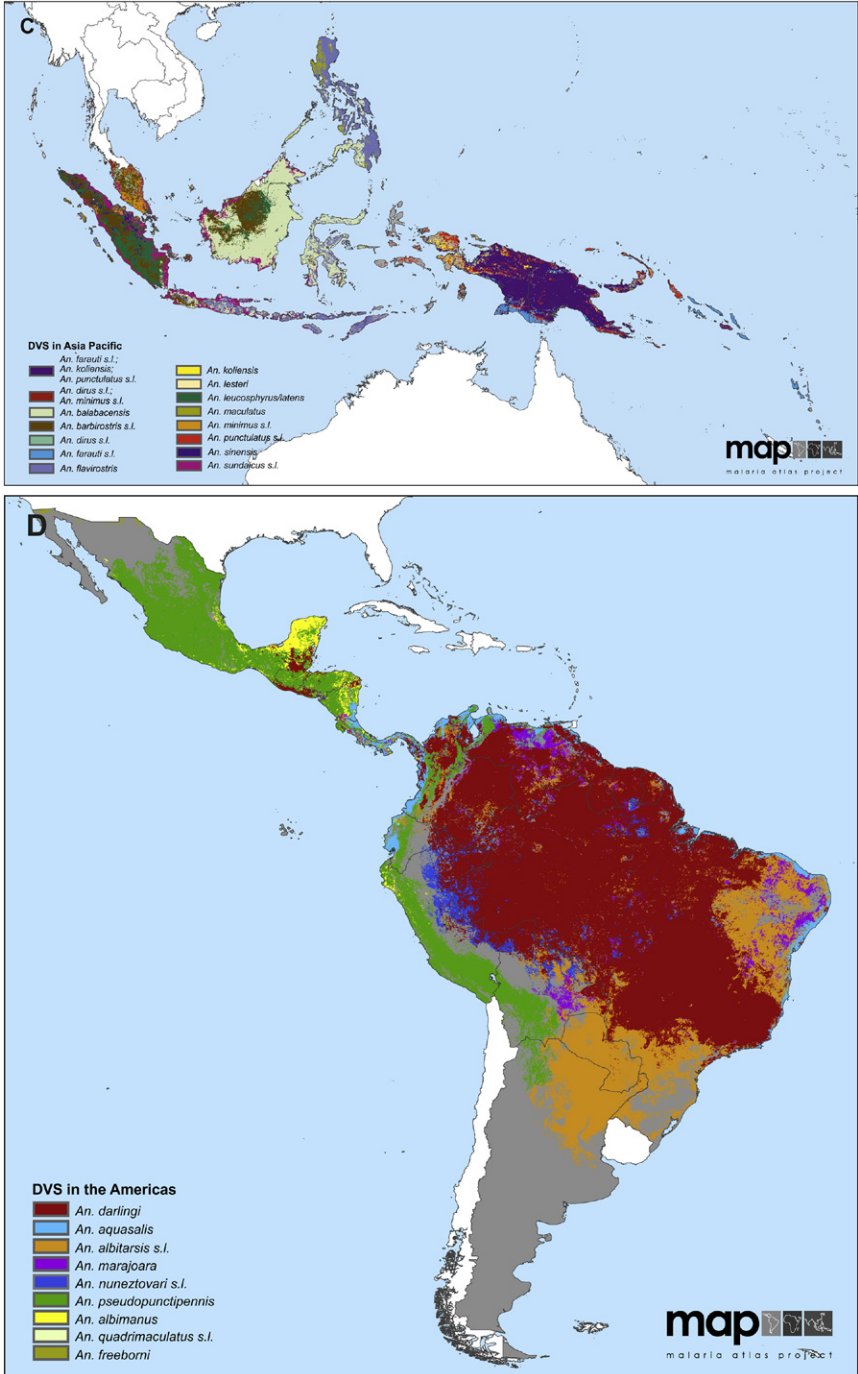 C
DVS in Asia Pacific
An. farauti s.l.;
An. koliensis;
An. punctulatus s.l.
An. dirus s.l.;
An. minimus s.l.
An. balabacensis
An. barbirostris s.l.
An. dirus s.l.
An. farauti s.l.
An. flavirostris
An. koliensis
An. lesteri
An. leucosphyrus/latens
An. maculatus
An. minimus s.l.
An. punctulatus s.l.
An. sinensis
An. sundaicus s.l.
map
malaria atlas project
D
DVS in the Americas
An. darlingi
An. aquasalis
An. albitarsis s.l.
An. marajoara
An. nuneztovari s.l.
An. pseudopunctipennis
An. albimanus
An. quadrimaculatus s.l.
An. freeborni
map
malaria atlas project